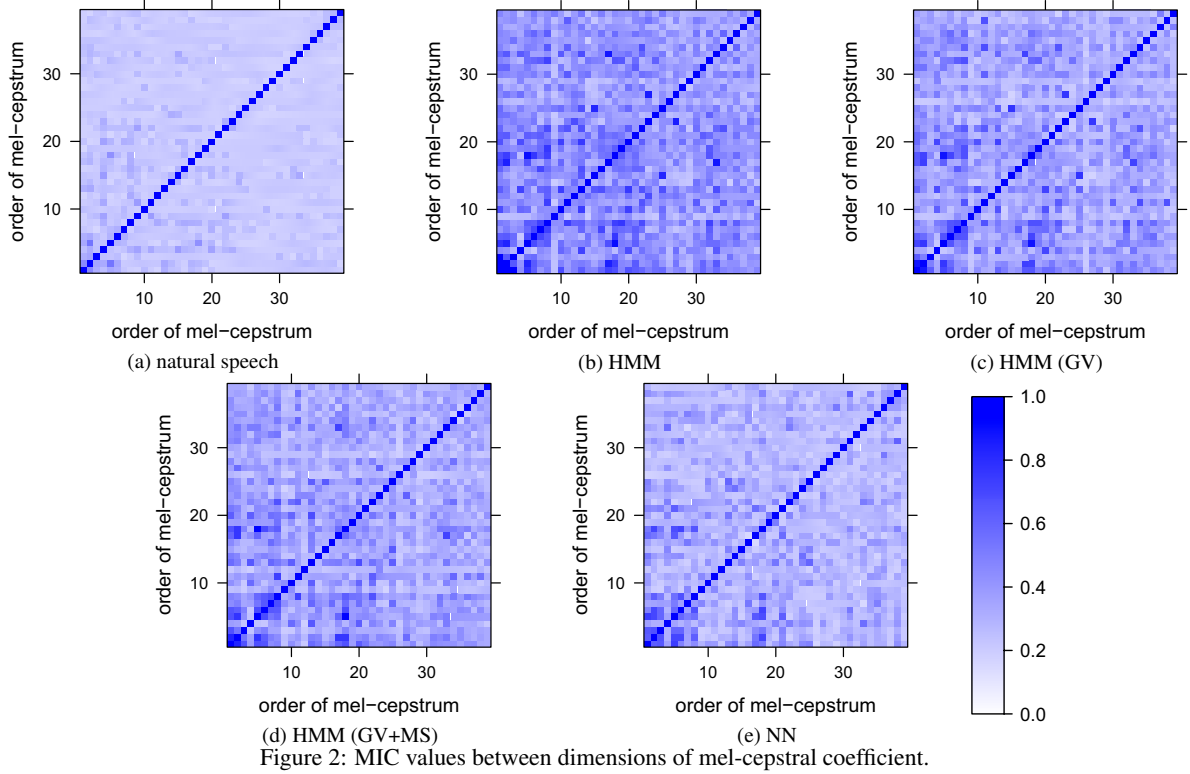 order of mel−cepstrum
30
20
10
10
20
30
order of mel−cepstrum
(a) natural speech
order of mel−cepstrum
30
20
10
10
20
30
order of mel−cepstrum
(b) HMM
order of mel−cepstrum
30
20
10
10
20
30
order of mel−cepstrum
(c) HMM (GV)
order of mel−cepstrum
30
20
10
10
20
30
order of mel−cepstrum
(d) HMM (GV+MS)
order of mel−cepstrum
30
20
10
10
20
30
order of mel−cepstrum
(e) NN
1.0
0.8
0.6
0.4
0.2
0.0
Figure 2: MIC values between dimensions of mel-cepstral coefficient.